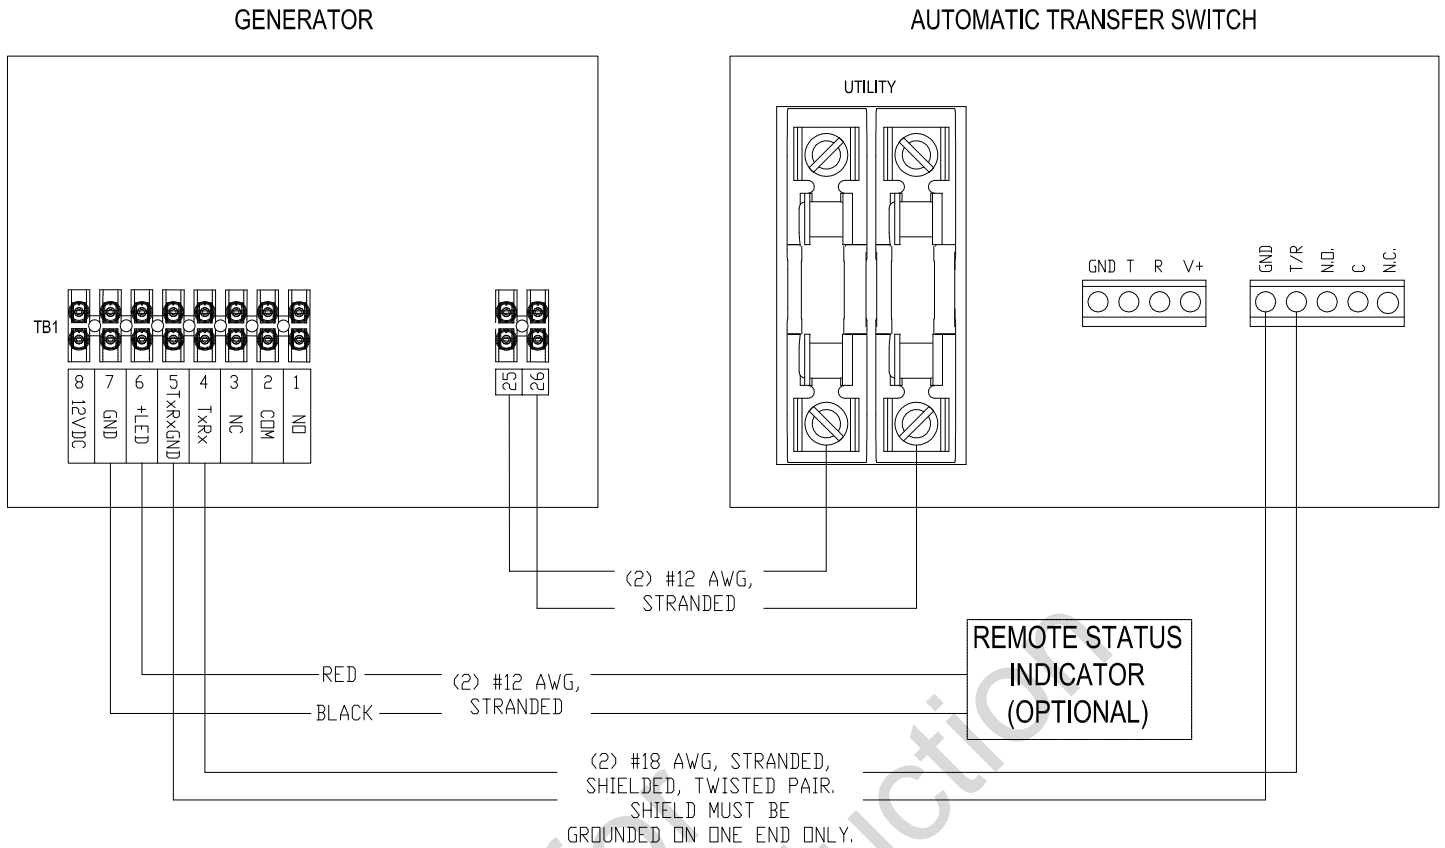 GENERATOR
AUTOMATIC TRANSFER SWITCH
UTILITY
GND T R V+
GND
T/R
N.O.
C
N.C.
TB1
8 12VDC
7 GND
6 +LED
5 TxRxGND
4 TxRx
3 NC
2 COM
1 NO
25
26
(2) #12 AWG,
STRANDED
REMOTE STATUS
INDICATOR
(OPTIONAL)
RED
BLACK
(2) #12 AWG,
STRANDED
(2) #18 AWG, STRANDED,
SHIELDED, TWISTED PAIR.
SHIELD MUST BE
GROUNDED ON ONE END ONLY.